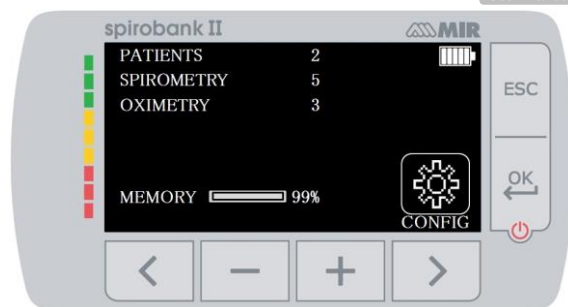 spirobank II
MIR
PATIENTS 2
SPIROMETRY 5
OXIMETRY 3
MEMORY 99%
CONFIG
ESC
OK